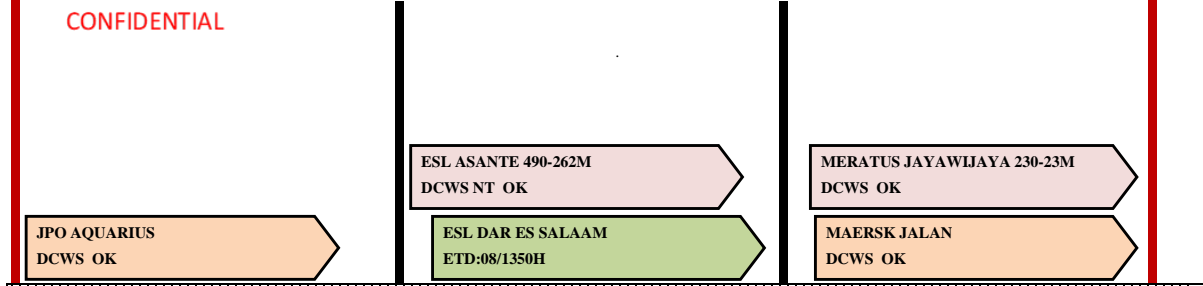 CONFIDENTIAL
ESL ASANTE 490-262M
DCWS NT OK
MERATUS JAYAWIJAYA 230-23M
DCWS OK
JPO AQUARIUS
DCWS OK
ESL DAR ES SALAAM
ETD:08/1350H
MAERSK JALAN
DCWS OK